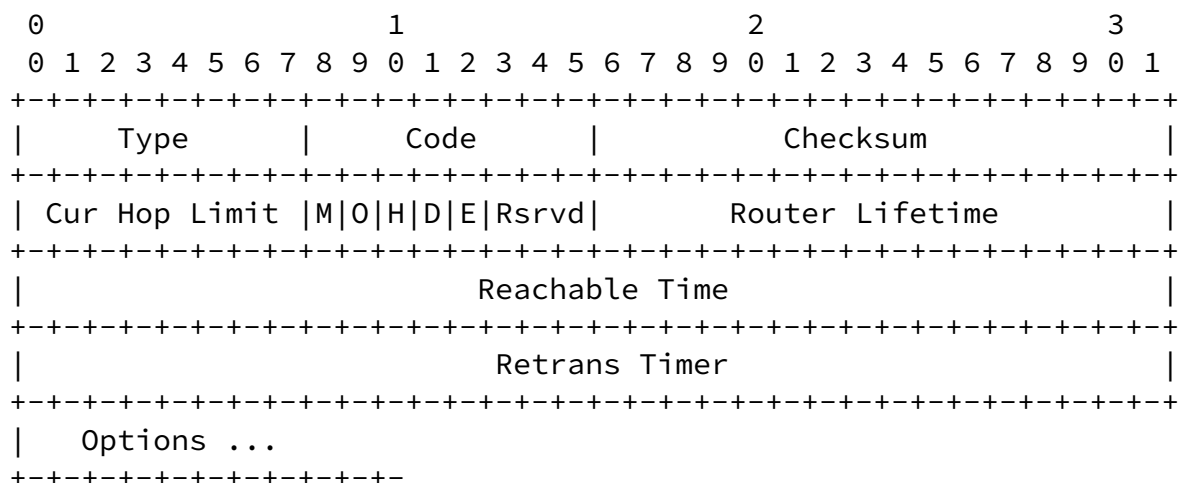 0                   1                   2                   3
 0 1 2 3 4 5 6 7 8 9 0 1 2 3 4 5 6 7 8 9 0 1 2 3 4 5 6 7 8 9 0 1
+-+-+-+-+-+-+-+-+-+-+-+-+-+-+-+-+-+-+-+-+-+-+-+-+-+-+-+-+-+-+-+-+
|     Type      |     Code      |          Checksum             |
+-+-+-+-+-+-+-+-+-+-+-+-+-+-+-+-+-+-+-+-+-+-+-+-+-+-+-+-+-+-+-+-+
| Cur Hop Limit |M|O|H|D|E|Rsrvd|       Router Lifetime         |
+-+-+-+-+-+-+-+-+-+-+-+-+-+-+-+-+-+-+-+-+-+-+-+-+-+-+-+-+-+-+-+-+
|                         Reachable Time                        |
+-+-+-+-+-+-+-+-+-+-+-+-+-+-+-+-+-+-+-+-+-+-+-+-+-+-+-+-+-+-+-+-+
|                          Retrans Timer                        |
+-+-+-+-+-+-+-+-+-+-+-+-+-+-+-+-+-+-+-+-+-+-+-+-+-+-+-+-+-+-+-+-+
|   Options ...
+-+-+-+-+-+-+-+-+-+-+-